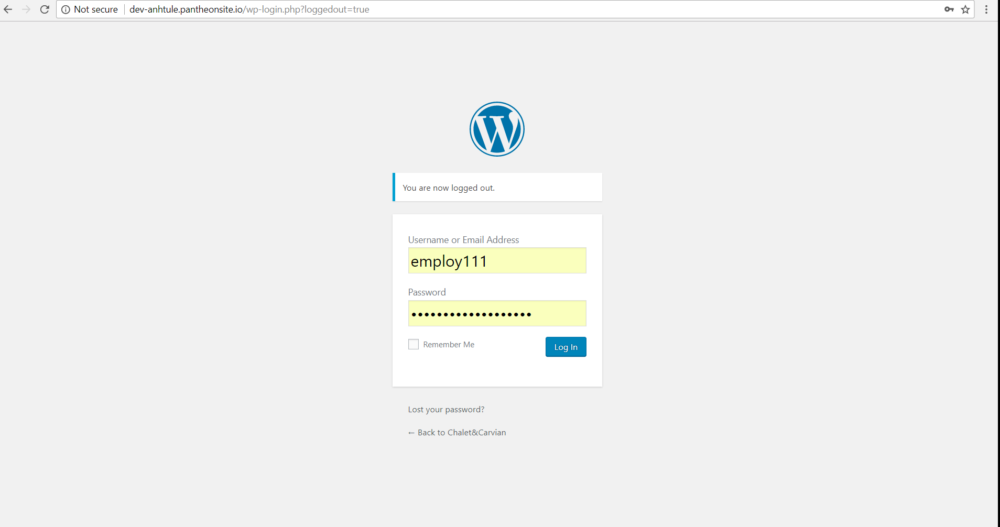 Not secure dev-anhtule.pantheonsite.io/wp-login.php?loggedout=true
You are now logged out.
Username or Email Address
employ111
Password
•••••••••••••••••••
Remember Me Log In
Lost your password?
← Back to Chalet&Carvian